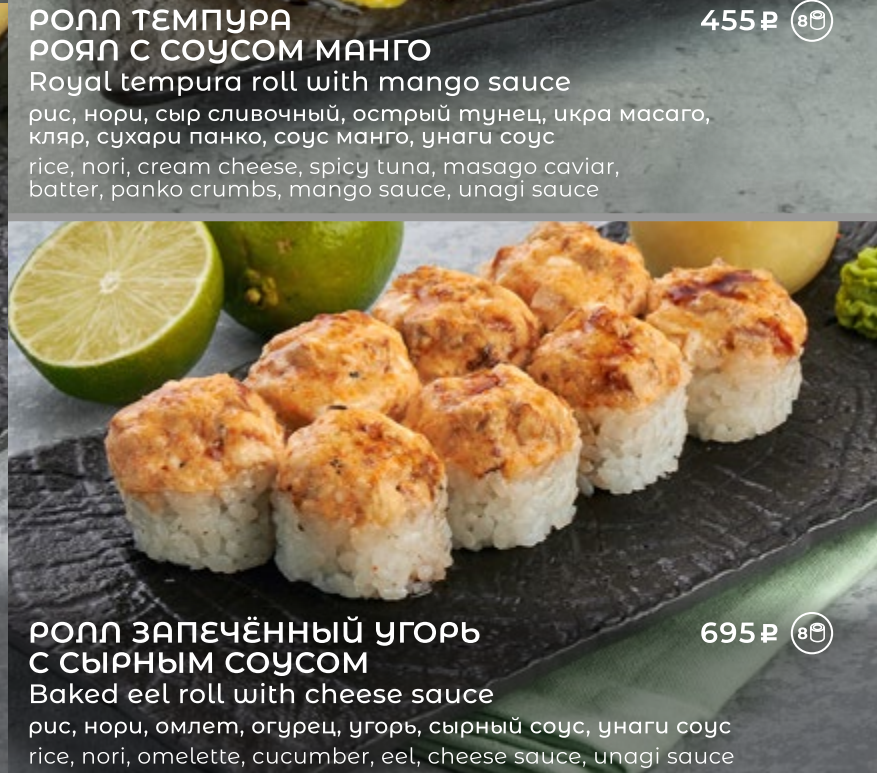 РОЛЛ ТЕМПУРА
РОЯЛ С СОУСОМ МАНГО
455₽ 8
Royal tempura roll with mango sauce
рис, нори, сыр сливочный, острый тунец, икра масаго,
кляр, сухари панко, соус манго, унаги соус
rice, nori, cream cheese, spicy tuna, masago caviar,
batter, panko crumbs, mango sauce, unagi sauce
РОЛЛ ЗАПЕЧЁННЫЙ УГОРЬ
С СЫРНЫМ СОУСОМ
695₽ 8
Baked eel roll with cheese sauce
рис, нори, омлет, огурец, угорь, сырный соус, унаги соус
rice, nori, omelette, cucumber, eel, cheese sauce, unagi sauce